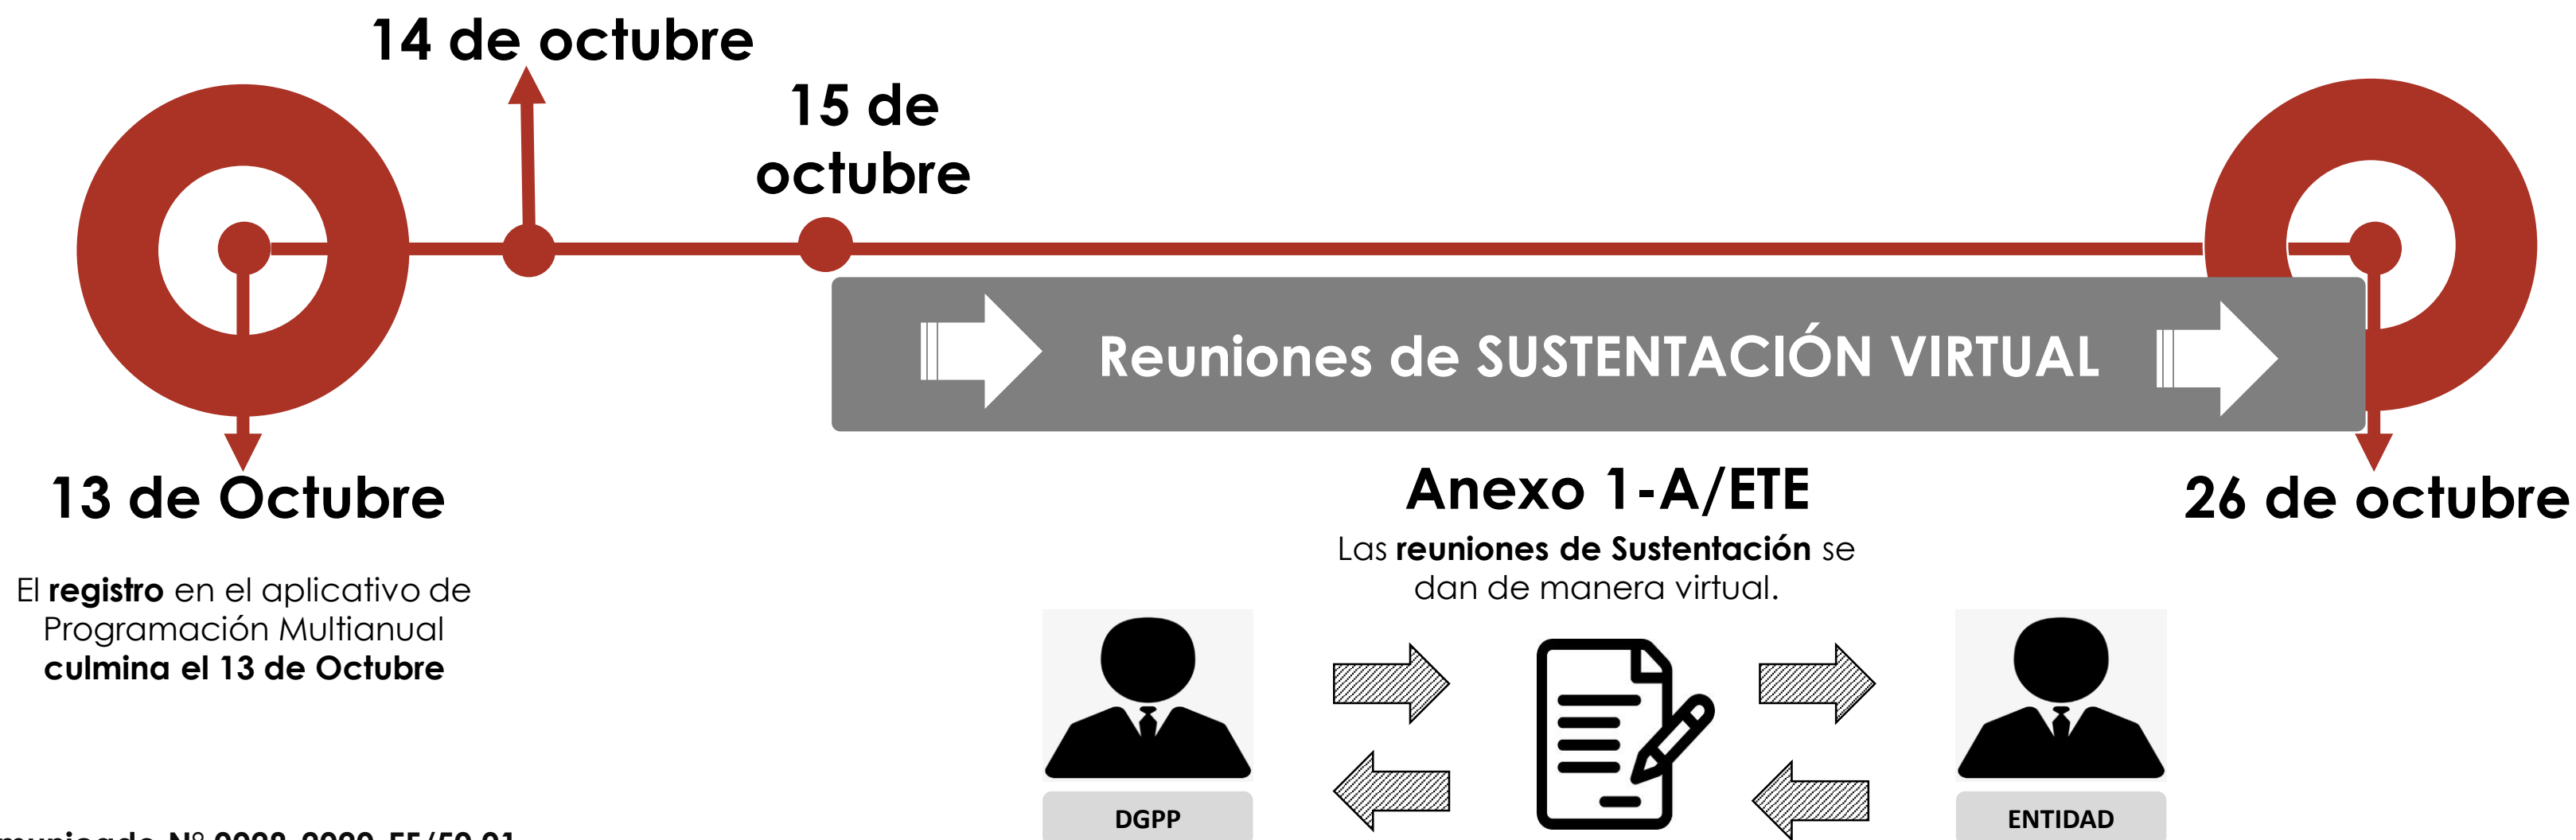 14 de octubre
15 de
octubre
Reuniones de SUSTENTACIÓN VIRTUAL
13 de Octubre
26 de octubre
El registro en el aplicativo de
Programación Multianual
culmina el 13 de Octubre
Anexo 1-A/ETE
Las reuniones de Sustentación se
dan de manera virtual.
DGPP
ENTIDAD